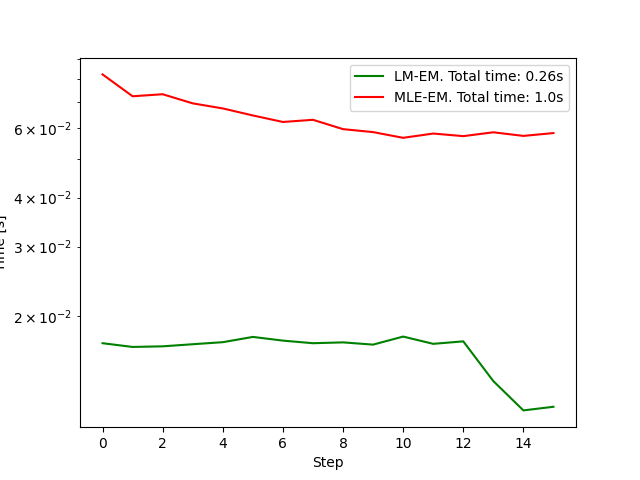 LM-EM. Total time: 0.26s
MLE-EM. Total time: 1.0s
6 × 10⁻²
4 × 10⁻²
3 × 10⁻²
2 × 10⁻²
[s]
0 2 4 6 8 10 12 14
Step